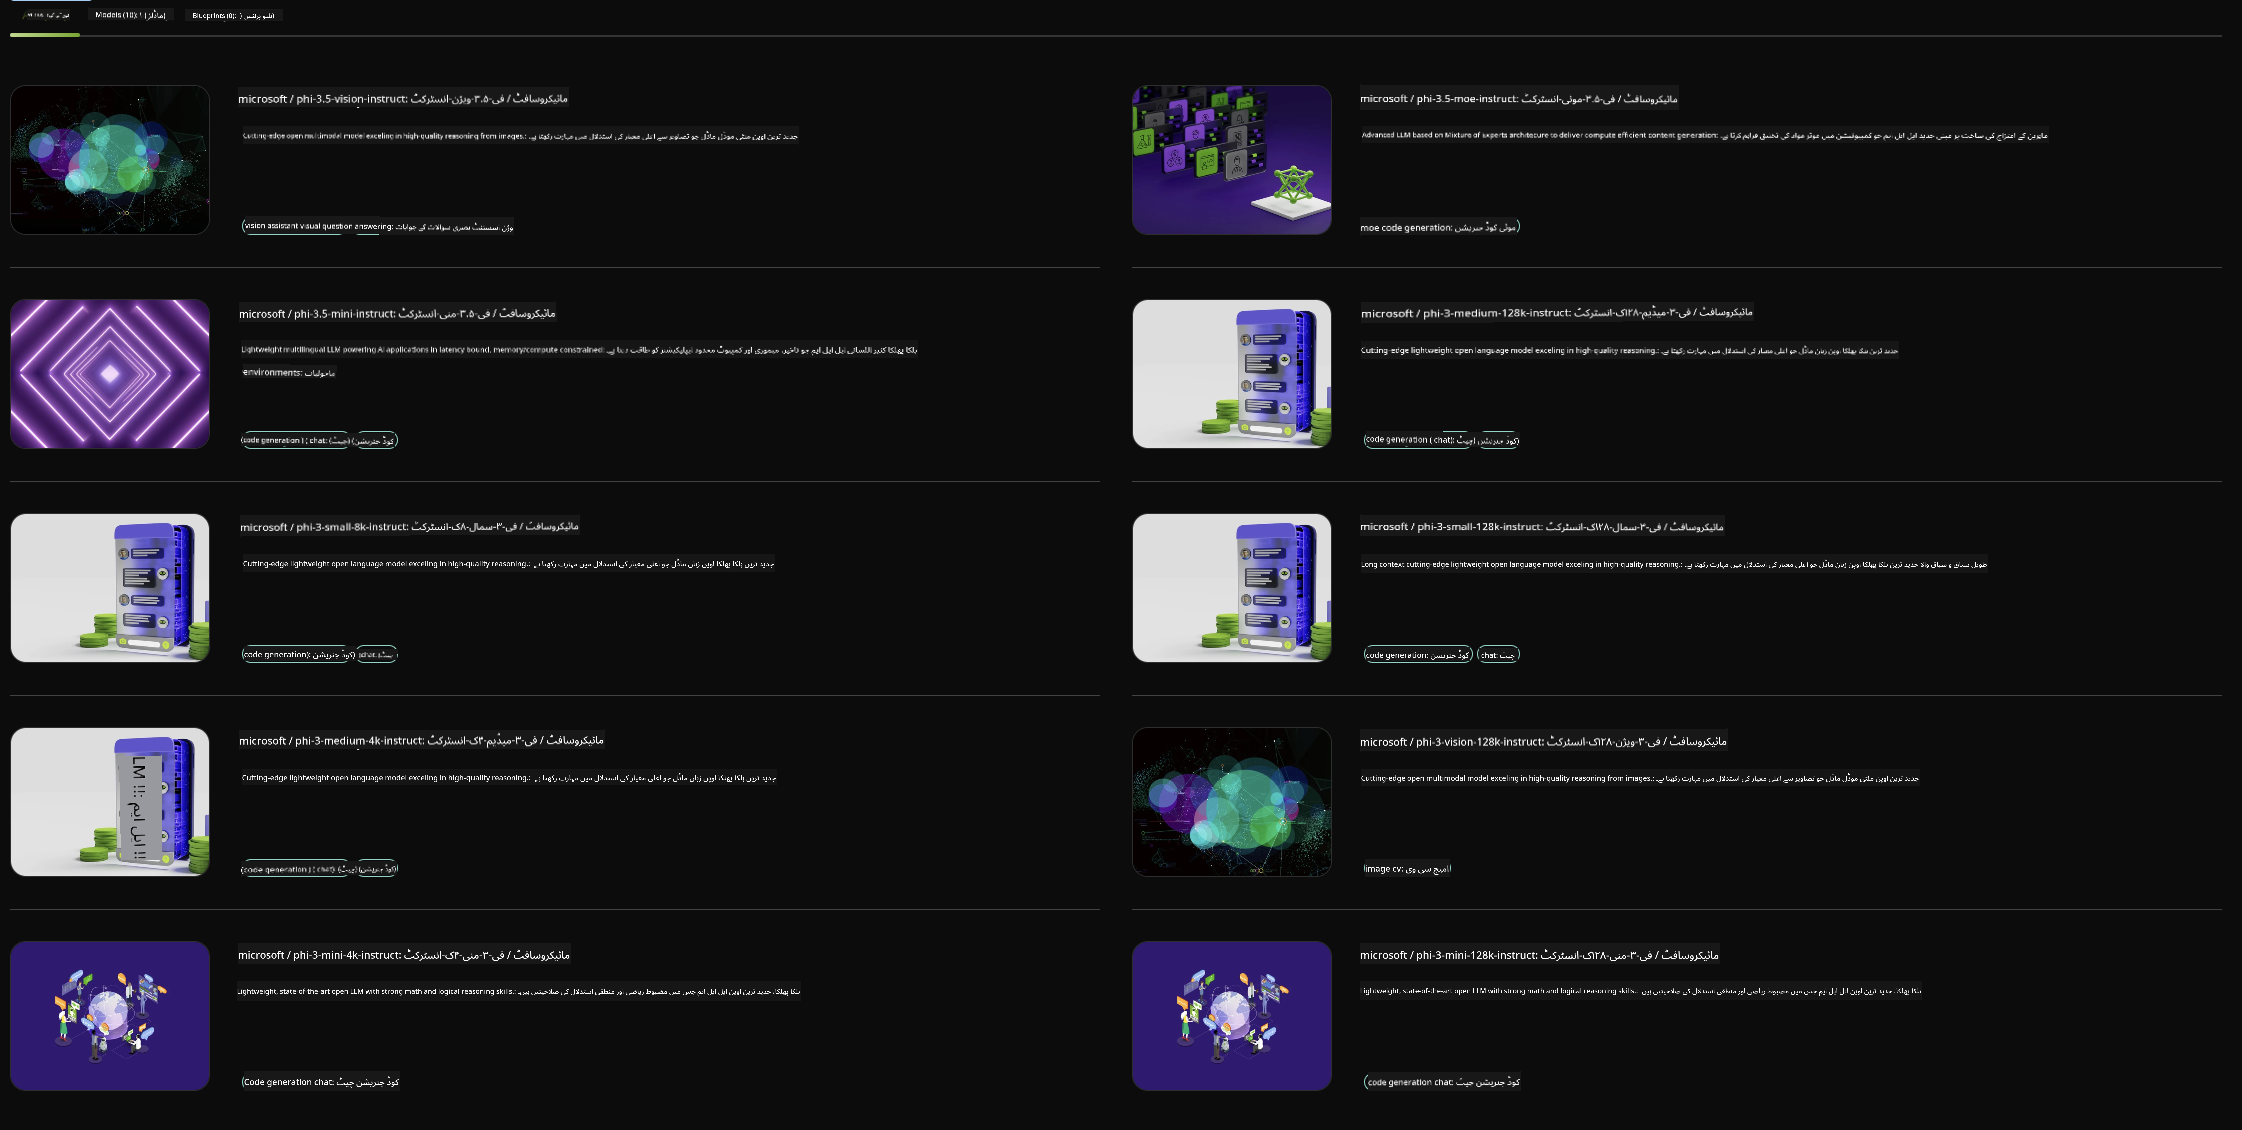 Models (10):
Blueprints (0):
microsoft / phi-3.5-vision-instruct: مائیکروسافٹ / فی-۳.۵-ویژن-انسٹرکٹ
Cutting-edge open multimodal model exceling in high-quality reasoning from images.: جدید ترین اوپن ملٹی موڈل ماڈل جو تصاویر سے اعلی معیار کی استدلال میں مہارت رکھتا ہے۔
vision assistant visual question answering: وژن اسسٹنٹ بصری سوالات کے جوابات
microsoft / phi-3.5-moe-instruct: مائیکروسافٹ / فی-۳.۵-موئی-انسٹرکٹ
Advanced LLM based on Mixture of Experts architecure to deliver compute efficient content generation: ماہرین کے امتزاج کی ساخت پر مبنی جدید ایل ایل ایم جو کمپیوٹیشن میں موثر مواد کی تخلیق فراہم کرتا ہے۔
moe code generation: موئی کوڈ جنریشن
microsoft / phi-3.5-mini-instruct: مائیکروسافٹ / فی-۳.۵-منی-انسٹرکٹ
Lightweight multilingual LLM powering AI applications in latency bound, memory/compute constrained: ہلکا پھلکا کثیر اللسانی ایل ایل ایم جو تاخیر، میموری اور کمپیوٹ محدود ایپلیکیشنز کو طاقت دیتا ہے۔
environments: ماحولیات
(code generation ) ( chat: (چیٹ) (کوڈ جنریشن)
microsoft / phi-3-medium-128k-instruct: مائیکروسافٹ / فی-۳-میڈیم-۱۲۸ک-انسٹرکٹ
Cutting-edge lightweight open language model exceling in high-quality reasoning.: جدید ترین ہلکا پھلکا اوپن زبان ماڈل جو اعلی معیار کی استدلال میں مہارت رکھتا ہے۔
code generation ( chat): کوڈ جنریشن (چیٹ)
microsoft / phi-3-small-8k-instruct: مائیکروسافٹ / فی-۳-سمال-۸ک-انسٹرکٹ
Cutting-edge lightweight open language model exceling in high-quality reasoning.: جدید ترین ہلکا پھلکا اوپن زبان ماڈل جو اعلی معیار کی استدلال میں مہارت رکھتا ہے۔
(code generation): (کوڈ جنریشن) chat: چیٹ
microsoft / phi-3-small-128k-instruct: مائیکروسافٹ / فی-۳-سمال-۱۲۸ک-انسٹرکٹ
Long context cutting-edge lightweight open language model exceling in high-quality reasoning.: طویل سیاق و سباق والا جدید ترین ہلکا پھلکا اوپن زبان ماڈل جو اعلی معیار کی استدلال میں مہارت رکھتا ہے۔
code generation: کوڈ جنریشن chat: چیٹ
microsoft / phi-3-medium-4k-instruct: مائیکروسافٹ / فی-۳-میڈیم-۴ک-انسٹرکٹ
Cutting-edge lightweight open language model exceling in high-quality reasoning.: جدید ترین ہلکا پھلکا اوپن زبان ماڈل جو اعلی معیار کی استدلال میں مہارت رکھتا ہے۔
LM !!!: ایل ایم !!!
(code generation ) ( chat): (چیٹ) (کوڈ جنریشن)
microsoft / phi-3-vision-128k-instruct: مائیکروسافٹ / فی-۳-ویژن-۱۲۸ک-انسٹرکٹ
Cutting-edge open multimodal model exceling in high-quality reasoning from images.: جدید ترین اوپن ملٹی موڈل ماڈل جو تصاویر سے اعلی معیار کی استدلال میں مہارت رکھتا ہے۔
image cv: امیج سی وی
microsoft / phi-3-mini-4k-instruct: مائیکروسافٹ / فی-۳-منی-۴ک-انسٹرکٹ
Lightweight, state of the art open LLM with strong math and logical reasoning skills.: ہلکا پھلکا، جدید ترین اوپن ایل ایل ایم جس میں مضبوط ریاضی اور منطقی استدلال کی صلاحیتیں ہیں۔
Code generation chat: کوڈ جنریشن چیٹ
microsoft / phi-3-mini-128k-instruct: مائیکروسافٹ / فی-۳-منی-۱۲۸ک-انسٹرکٹ
Lightweight, state-of-the-art open LLM with strong math and logical reasoning skills.: ہلکا پھلکا، جدید ترین اوپن ایل ایل ایم جس میں مضبوط ریاضی اور منطقی استدلال کی صلاحیتیں ہیں۔
code generation chat: کوڈ جنریشن چیٹ